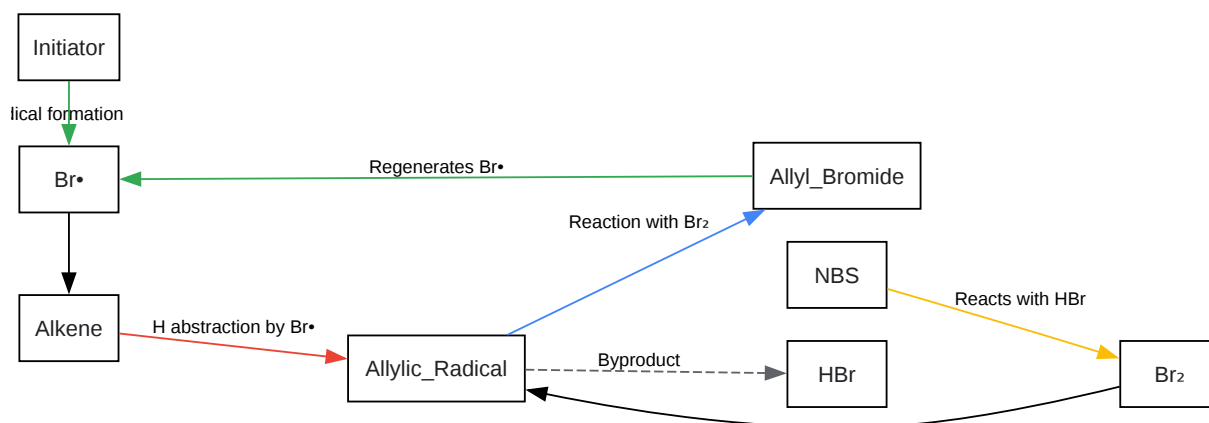 Initiator
formation
Br•
Regenerates Br•
Allyl_Bromide
Reaction with Br₂
NBS
Reacts with HBr
Alkene
H abstraction by Br•
Allylic_Radical
Byproduct
HBr
Br₂